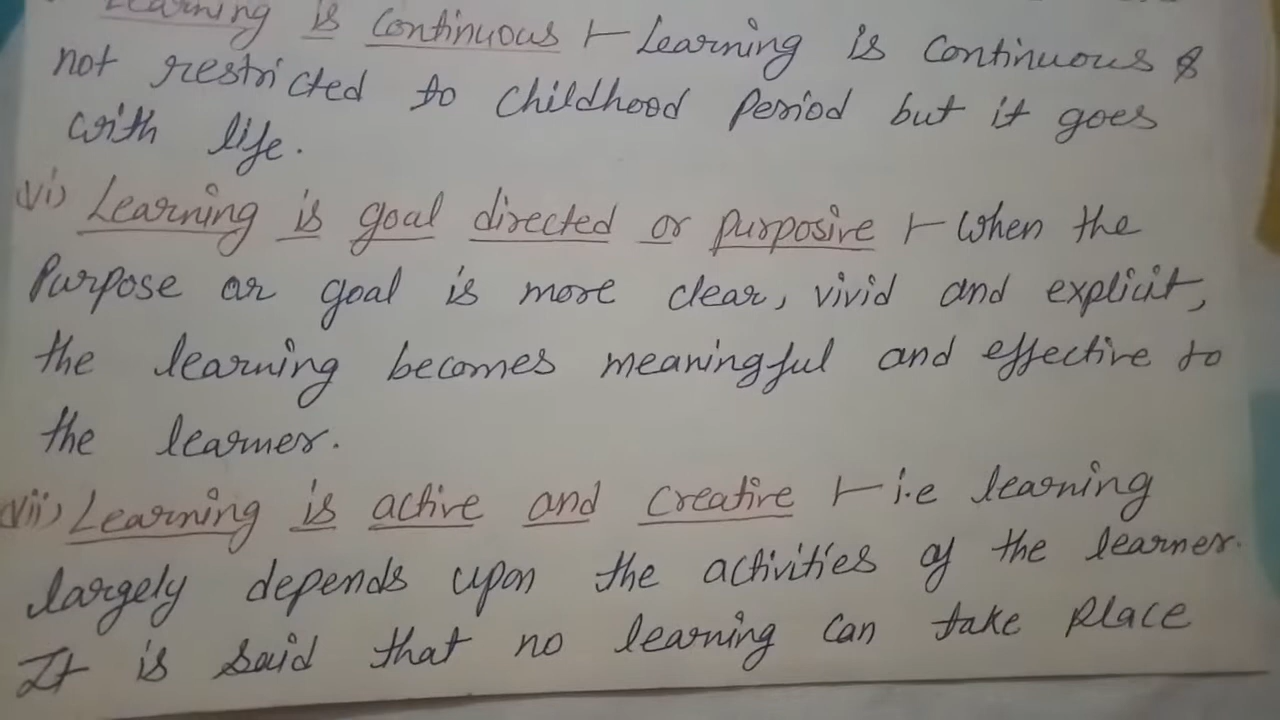 Learning is continuous :- Learning is continuous &
not restricted to childhood period but it goes
with life.
vi) Learning is goal directed or purposive :- When the
Purpose or goal is more clear, vivid and explicit,
the learning becomes meaningful and effective to
the learner.
vii) Learning is active and creative :- i.e learning
largely depends upon the activities of the learner.
It is said that no learning can take place